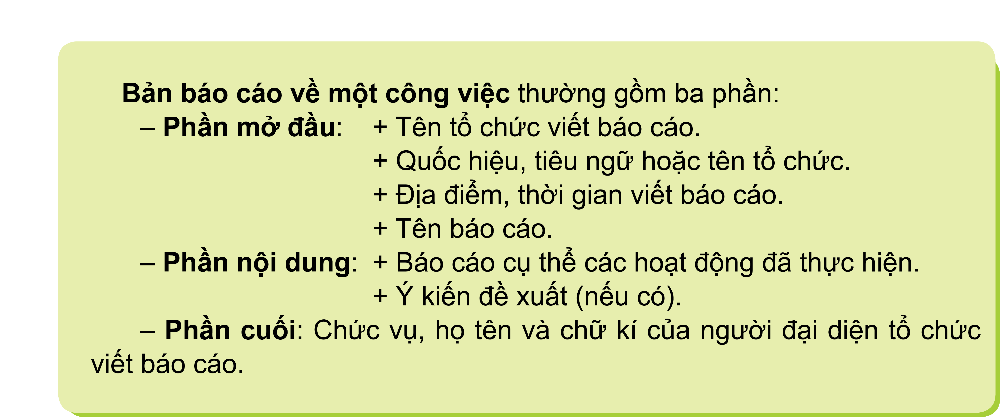 Bản báo cáo về một công việc thường gồm ba phần:
– Phần mở đầu: + Tên tổ chức viết báo cáo.
+ Quốc hiệu, tiêu ngữ hoặc tên tổ chức.
+ Địa điểm, thời gian viết báo cáo.
+ Tên báo cáo.
– Phần nội dung: + Báo cáo cụ thể các hoạt động đã thực hiện.
+ Ý kiến đề xuất (nếu có).
– Phần cuối: Chức vụ, họ tên và chữ kí của người đại diện tổ chức
viết báo cáo.